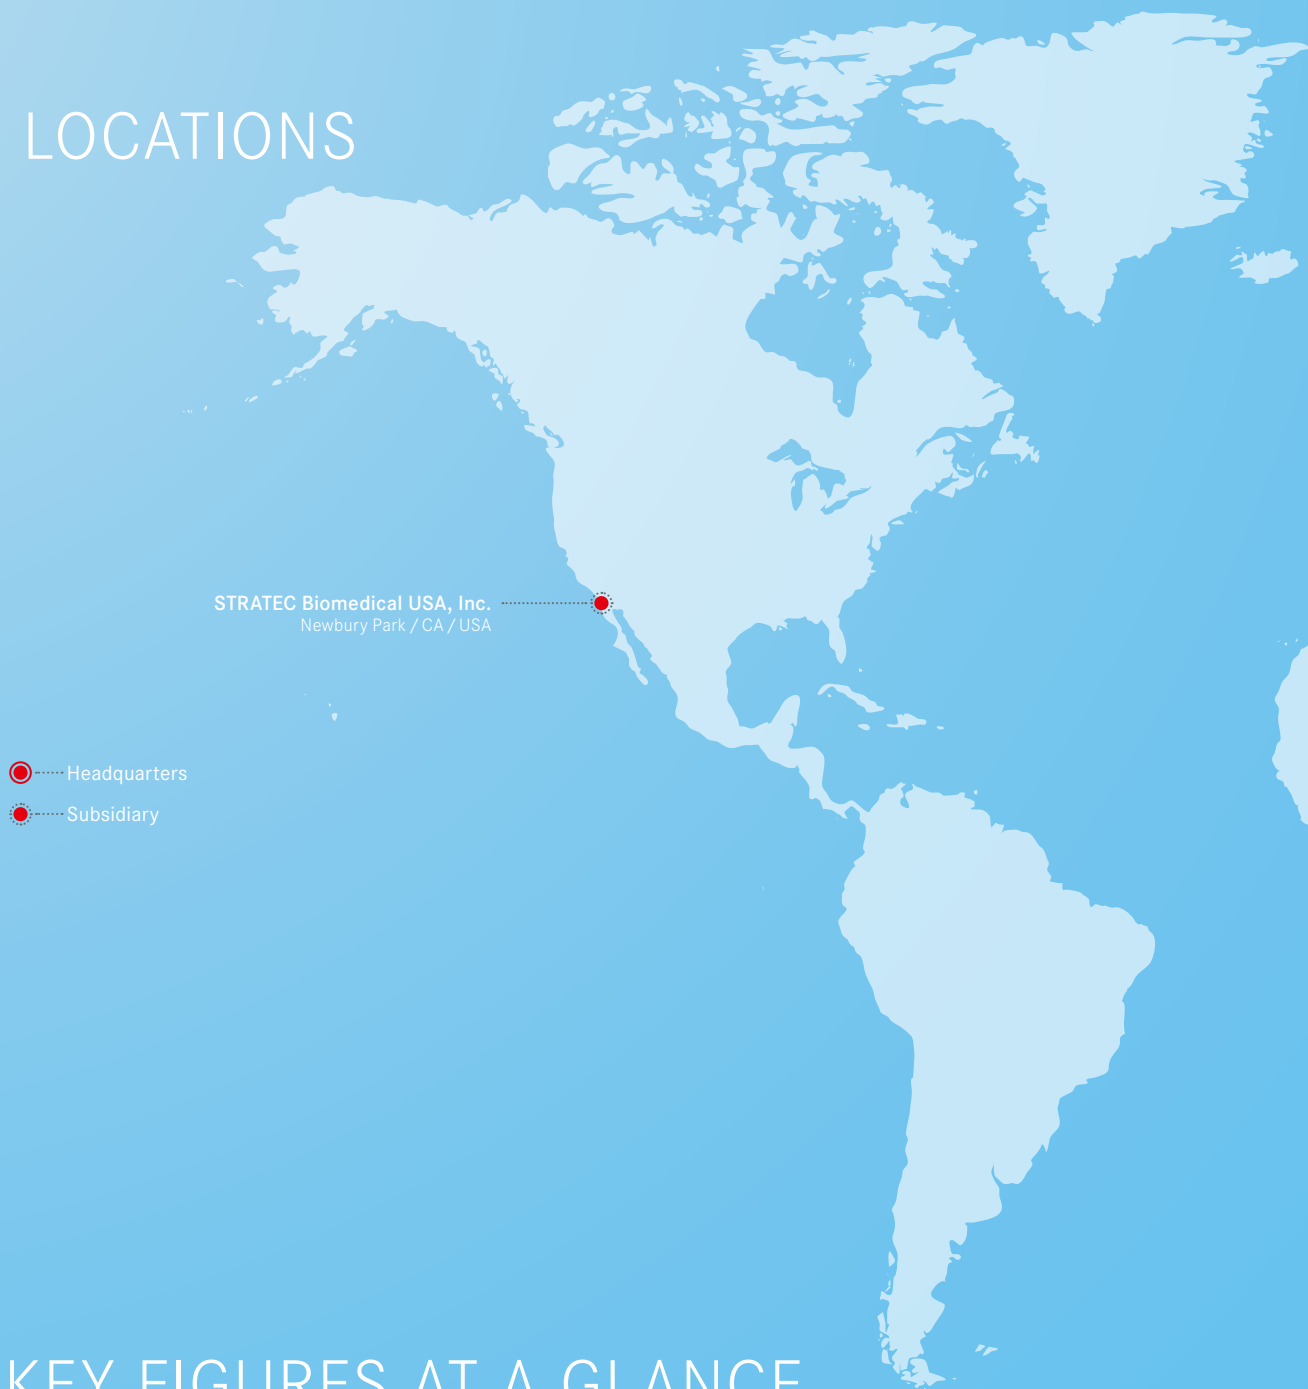 LOCATIONS
STRATEC Biomedical USA, Inc.
Newbury Park / CA / USA
Headquarters
Subsidiary
KEY FIGURES AT A GLANCE